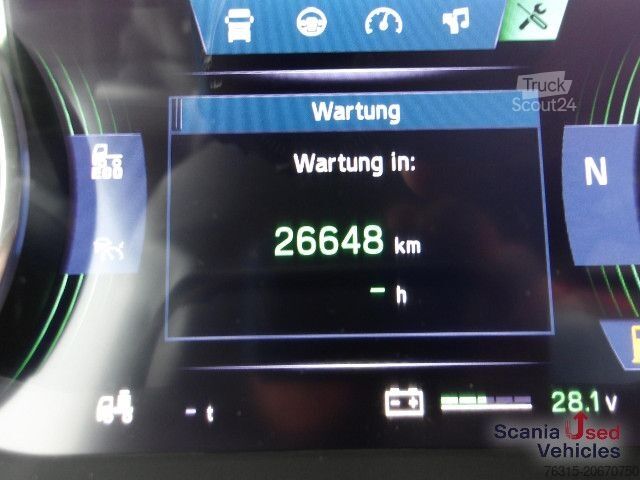 Truck
Scout24
Wartung
Wartung in:
N
26648 km
- h
- t
28.1 V
Scania Used
Vehicles
76315-20670750